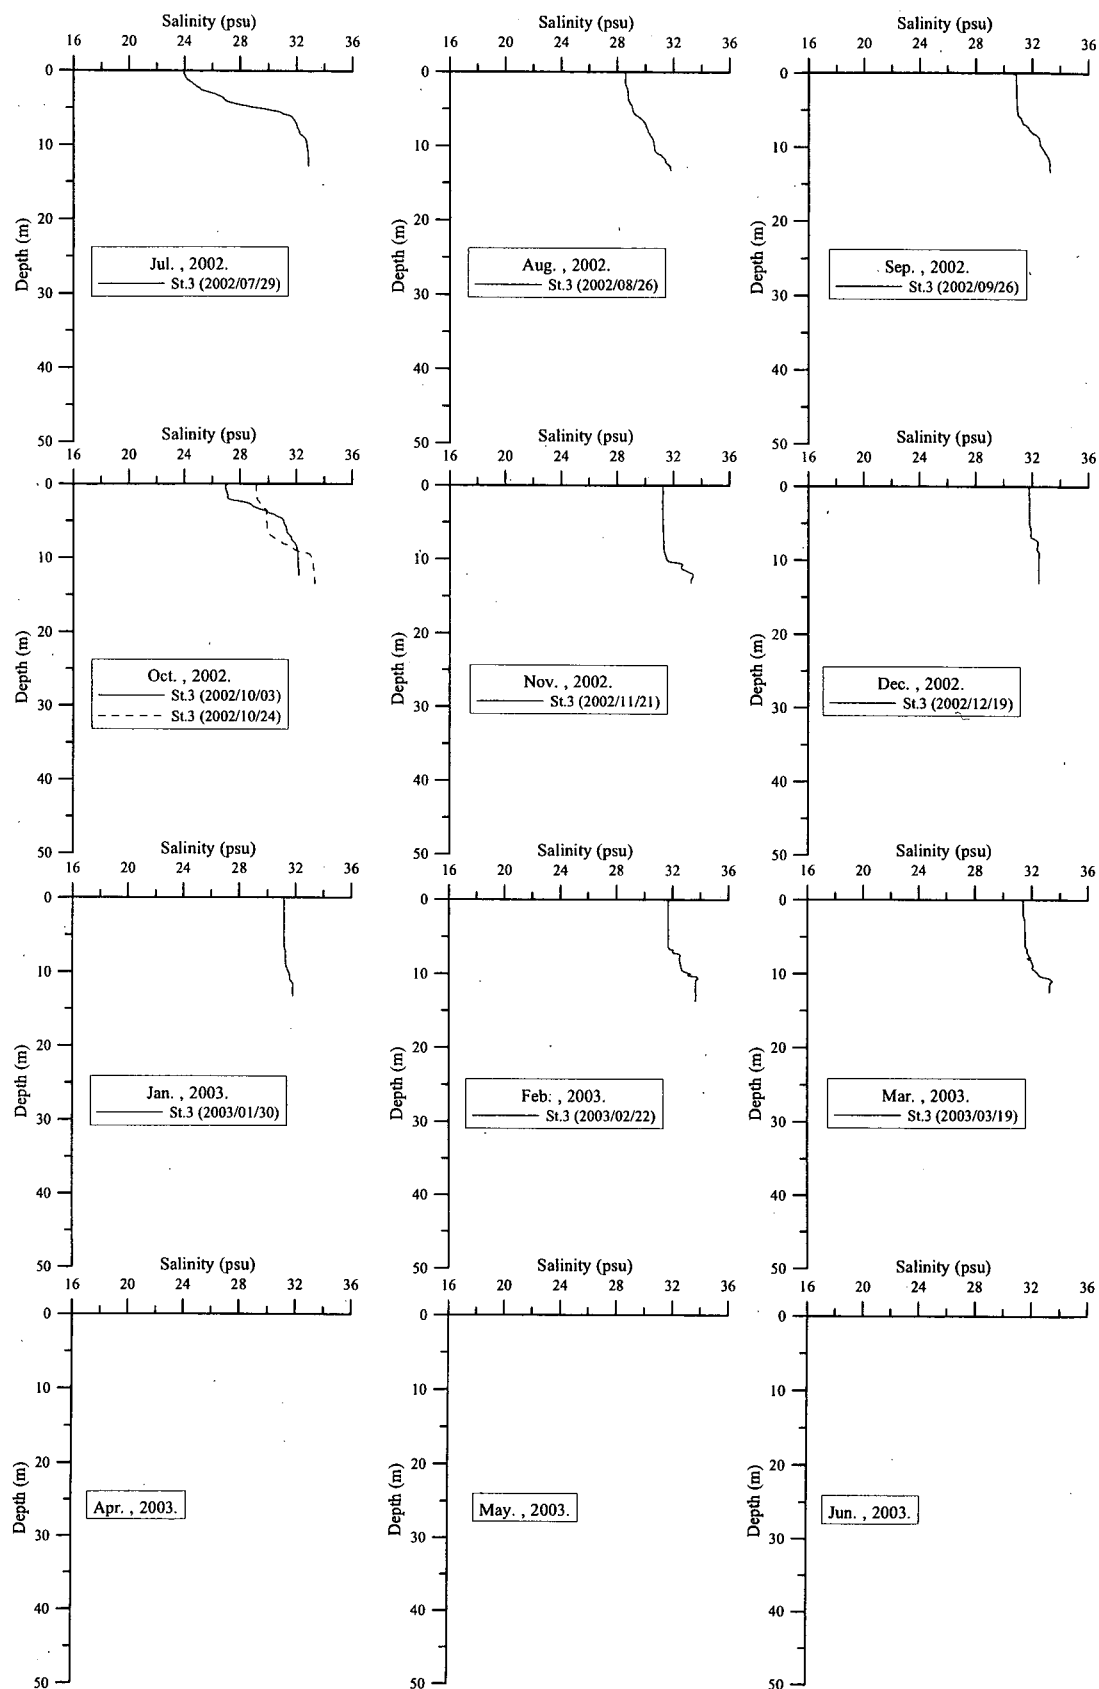 Salinity (psu)
16 20 24 28 32 36
0
10
20
30
40
50
Depth (m)
Jul. , 2002.
St.3 (2002/07/29)
Salinity (psu)
16 20 24 28 32 36
0
10
20
30
40
50
Depth (m)
Aug. , 2002.
St.3 (2002/08/26)
Salinity (psu)
16 20 24 28 32 36
0
10
20
30
40
50
Depth (m)
Sep. , 2002.
St.3 (2002/09/26)
Salinity (psu)
16 20 24 28 32 36
0
10
20
30
40
50
Depth (m)
Oct. , 2002.
St.3 (2002/10/03)
St.3 (2002/10/24)
Salinity (psu)
16 20 24 28 32 36
0
10
20
30
40
50
Depth (m)
Nov. , 2002.
St.3 (2002/11/21)
Salinity (psu)
16 20 24 28 32 36
0
10
20
30
40
50
Depth (m)
Dec. , 2002.
St.3 (2002/12/19)
Salinity (psu)
16 20 24 28 32 36
0
10
20
30
40
50
Depth (m)
Jan. , 2003.
St.3 (2003/01/30)
Salinity (psu)
16 20 24 28 32 36
0
10
20
30
40
50
Depth (m)
Feb. , 2003.
St.3 (2003/02/22)
Salinity (psu)
16 20 24 28 32 36
0
10
20
30
40
50
Depth (m)
Mar. , 2003.
St.3 (2003/03/19)
Salinity (psu)
16 20 24 28 32 36
0
10
20
30
40
50
Depth (m)
Apr. , 2003.
Salinity (psu)
16 20 24 28 32 36
0
10
20
30
40
50
Depth (m)
May. , 2003.
Salinity (psu)
16 20 24 28 32 36
0
10
20
30
40
50
Depth (m)
Jun. , 2003.